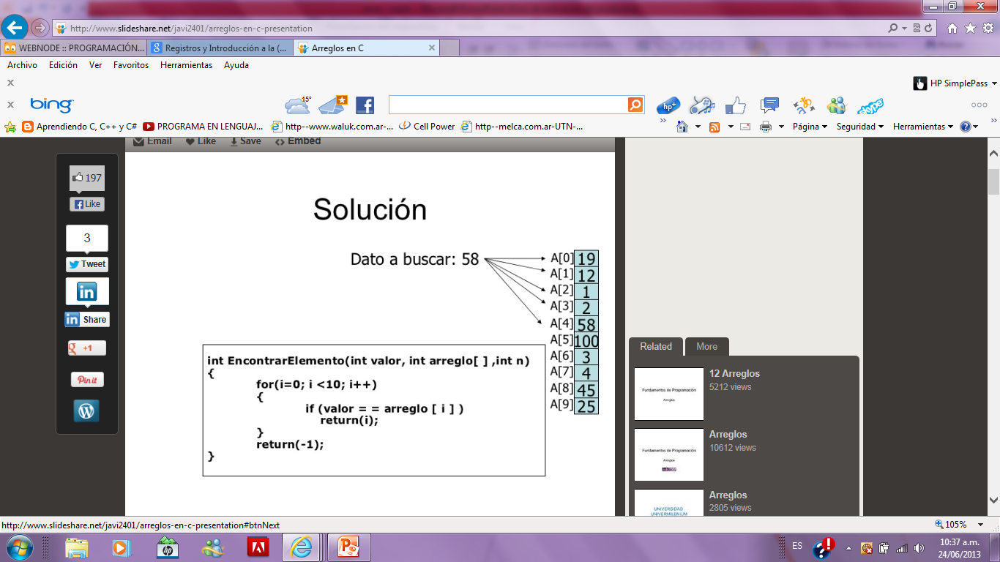 http://www.slideshare.net/javi2401/arreglos-en-c-presentation
WEBNODE :: PROGRAMACIÓN...
Registros y Introducción a la (...
Arreglos en C
Archivo Edición Ver Favoritos Herramientas Ayuda
HP SimplePass
bing
15°
hp+
skype
Aprendiendo C, C++ y C#
PROGRAMA EN LENGUAJ...
http--www.waluk.com.ar-...
Cell Power
http--melca.com.ar-UTN-...
Página Seguridad Herramientas
Email Like Save Embed
197
Like
3
Tweet
in
in Share
+1
Pin it
Solución
Dato a buscar: 58
A[0] 19
A[1] 12
A[2] 1
A[3] 2
A[4] 58
A[5] 100
A[6] 3
A[7] 4
A[8] 45
A[9] 25
int EncontrarElemento(int valor, int arreglo[ ] ,int n)
{
for(i=0; i <10; i++)
{
if (valor = = arreglo [ i ] )
return(i);
}
return(-1);
}
Related More
Fundamentos de Programación
Arreglos
12 Arreglos
5212 views
Fundamentos de Programación
Arreglos
Arreglos
10612 views
UNIVERSIDAD
UNIVERMILENIUM
Arreglos
2805 views
http://www.slideshare.net/javi2401/arreglos-en-c-presentation#btnNext
105%
ES
10:37 a.m.
24/06/2013